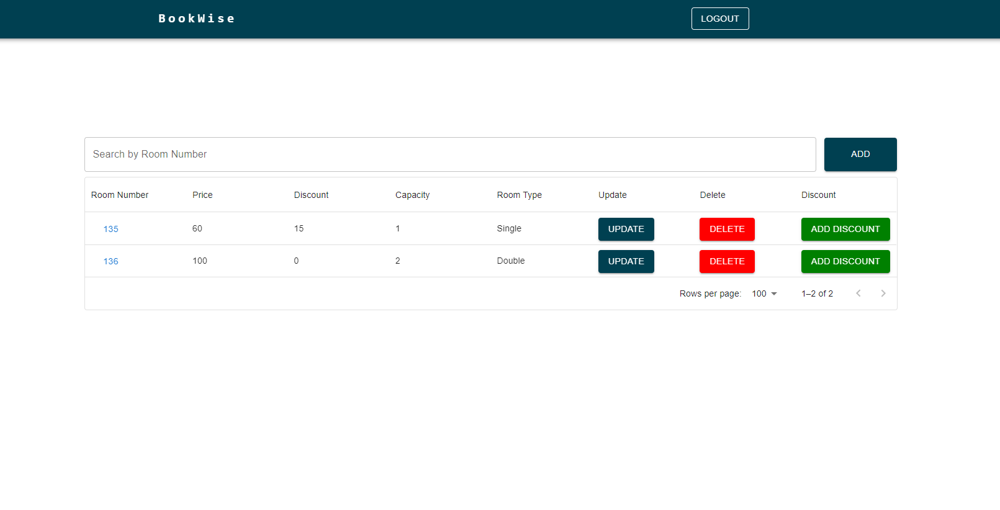 BookWise LOGOUT
Search by Room Number ADD
Room Number Price Discount Capacity Room Type Update Delete Discount
135 60 15 1 Single UPDATE DELETE ADD DISCOUNT
136 100 0 2 Double UPDATE DELETE ADD DISCOUNT
Rows per page: 100 1–2 of 2